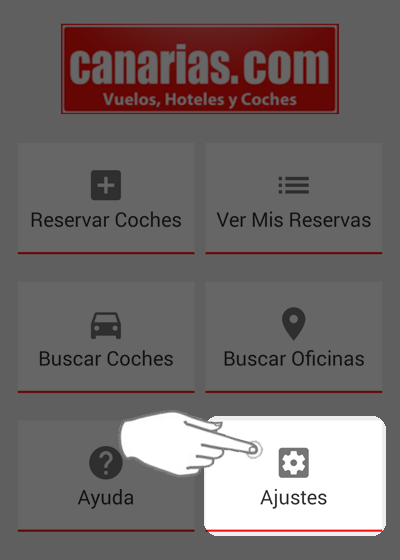 canarias.com
Vuelos, Hoteles y Coches
Reservar Coches
Ver Mis Reservas
Buscar Coches
Buscar Oficinas
Ayuda
Ajustes